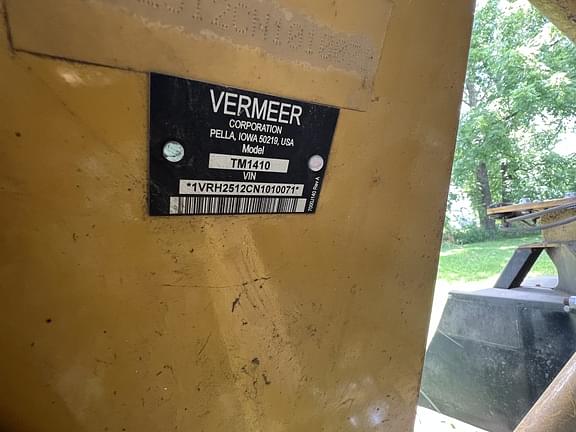 VERMEER
CORPORATION
PELLA, IOWA 50219, USA
Model
TM1410
VIN
*1VRH2512CN1010071*